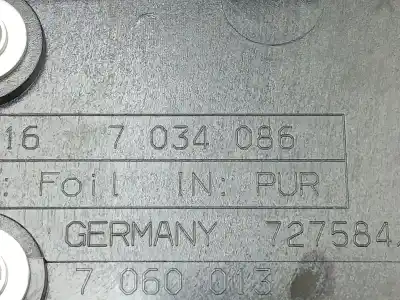 16 7 034 086
: Foil IN: PUR
GERMANY 727584
7 060 013